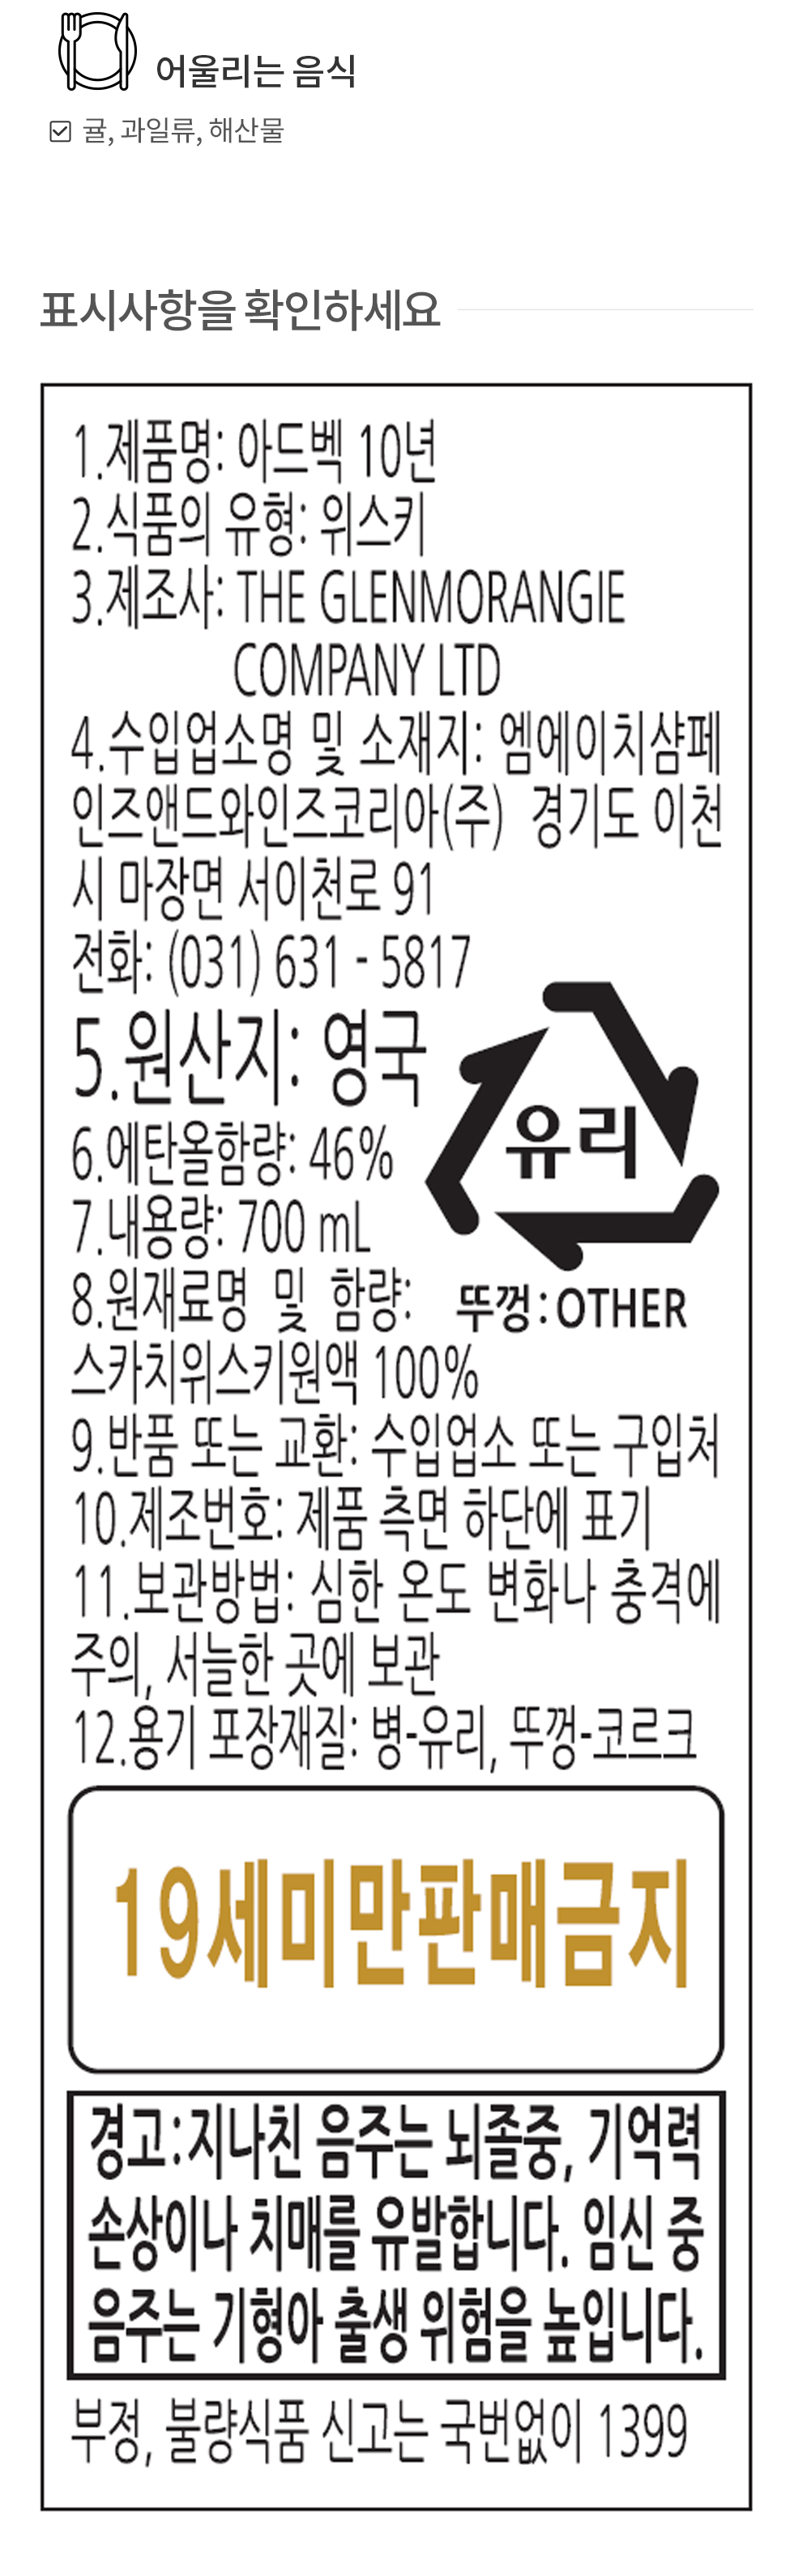 어울리는 음식
귤, 과일류, 해산물
표시사항을 확인하세요
1.제품명: 아드벡 10년
2.식품의 유형: 위스키
3.제조사: THE GLENMORANGIE
COMPANY LTD
4.수입업소명 및 소재지: 엠에이치샴페
인즈앤드와인즈코리아(주) 경기도 이천
시 마장면 서이천로 91
전화: (031) 631 - 5817
5.원산지: 영국
6.에탄올함량: 46%
유리
7.내용량: 700 mL
8.원재료명 및 함량:
뚜껑:OTHER
스카치위스키원액 100%
9.반품 또는 교환: 수입업소 또는 구입처
10.제조번호: 제품 측면 하단에 표기
11.보관방법: 심한 온도 변화나 충격에
주의, 서늘한 곳에 보관
12.용기 포장재질: 병-유리, 뚜껑-코르크
19세미만판매금지
경고:지나친 음주는 뇌졸중, 기억력
손상이나 치매를 유발합니다. 임신 중
음주는 기형아 출생 위험을 높입니다.
부정, 불량식품 신고는 국번없이 1399